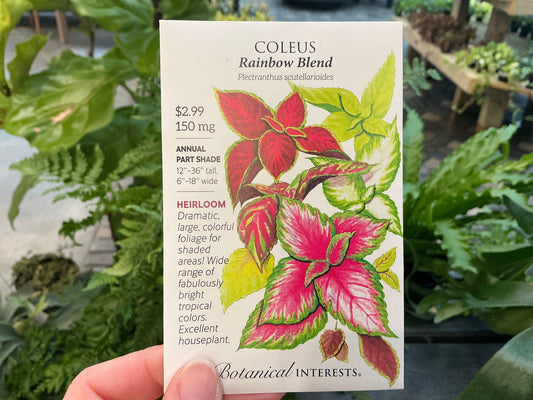 COLEUS
Rainbow Blend
Plectranthus scutellarioides
$2.99
150 mg
ANNUAL
PART SHADE
12"–36" tall,
6"–18" wide
HEIRLOOM
Dramatic,
large, colorful
foliage for
shaded
areas! Wide
range of
fabulously
bright
tropical
colors.
Excellent
houseplant.
Botanical INTERESTS®